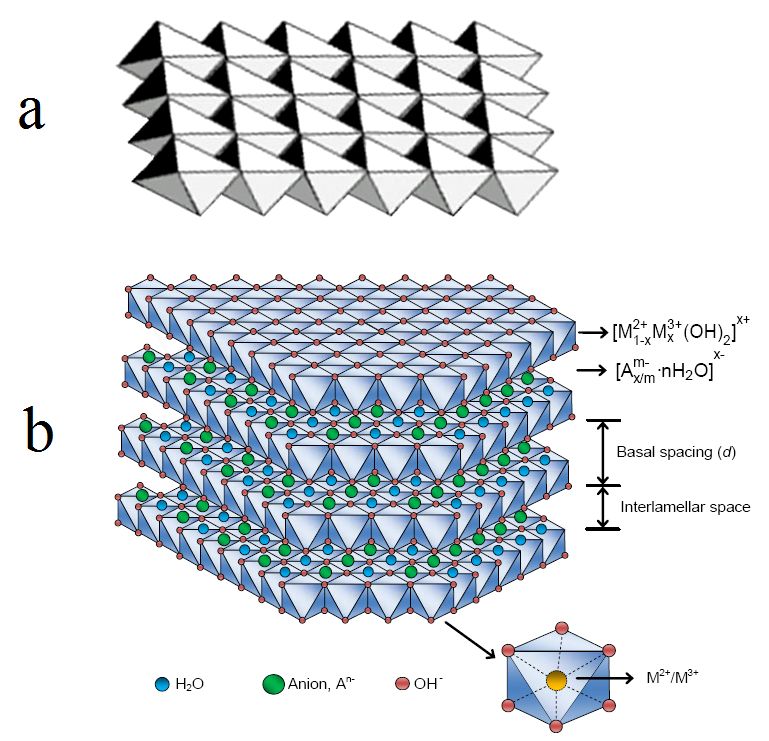 a
b
[M2+1-xM3+x(OH)2]x+
[Am-x/m·nH2O]x-
Basal spacing (d)
Interlamellar space
H2O
Anion, An-
OH-
M2+/M3+